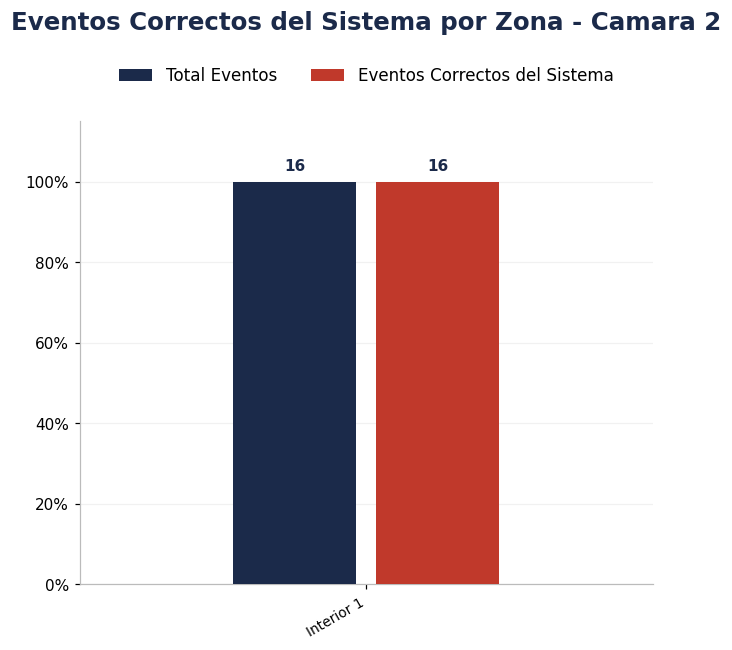 Eventos Correctos del Sistema por Zona - Camara 2
Total Eventos
Eventos Correctos del Sistema
16
16
100%
80%
60%
40%
20%
0%
Interior 1